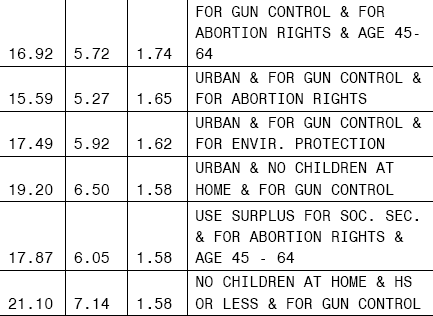 FOR GUN CONTROL & FOR
ABORTION RIGHTS & AGE 45-
16.92 5.72 1.74 64
URBAN & FOR GUN CONTROL &
15.59 5.27 1.65 FOR ABORTION RIGHTS
URBAN & FOR GUN CONTROL &
17.49 5.92 1.62 FOR ENVIR. PROTECTION
URBAN & NO CHILDREN AT
19.20 6.50 1.58 HOME & FOR GUN CONTROL
USE SURPLUS FOR SOC. SEC.
& FOR ABORTION RIGHTS &
17.87 6.05 1.58 AGE 45 - 64
NO CHILDREN AT HOME & HS
21.10 7.14 1.58 OR LESS & FOR GUN CONTROL